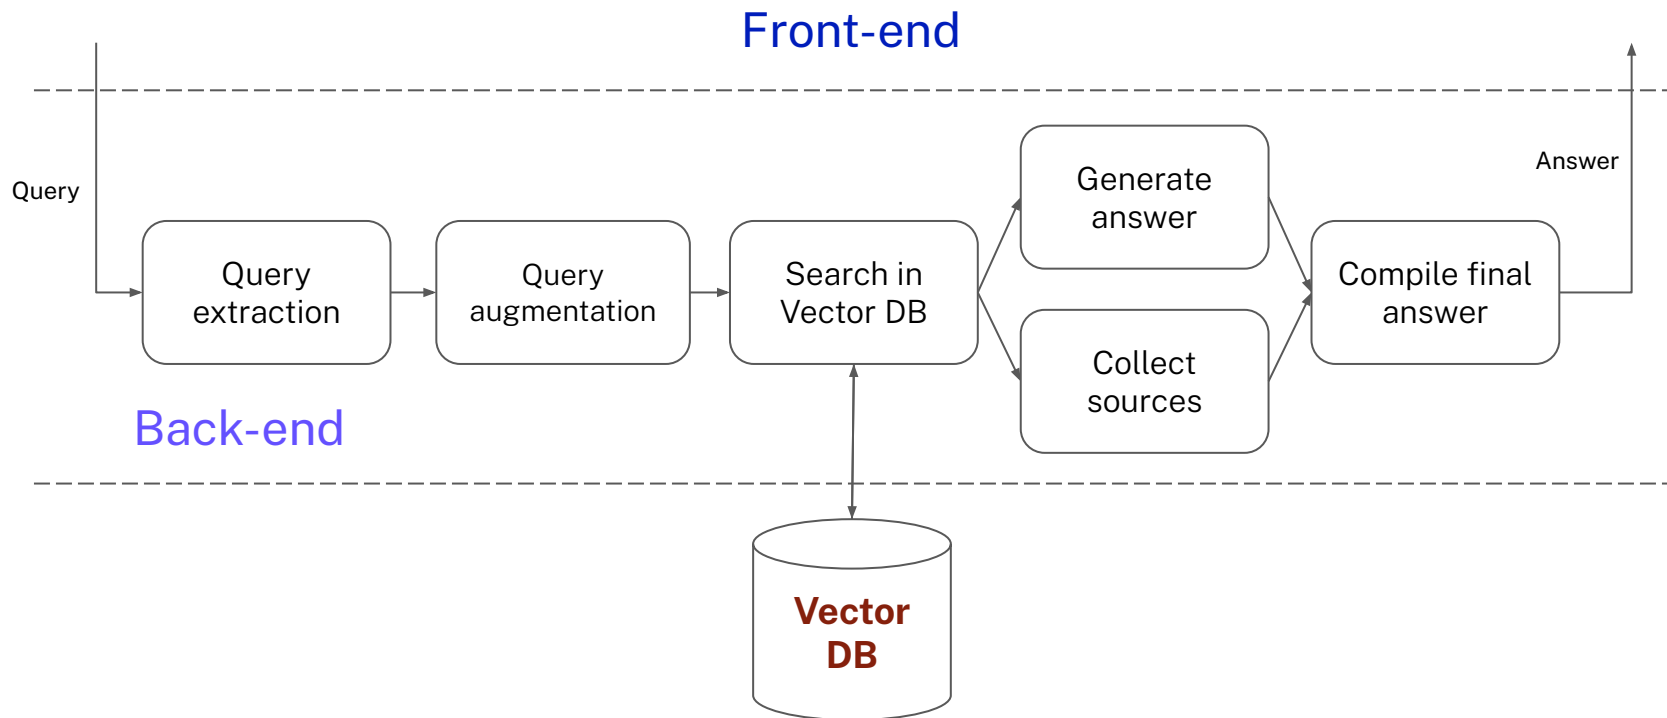 Front-end
Query
Query
extraction
Query
augmentation
Search in
Vector DB
Generate
answer
Collect
sources
Compile final
answer
Answer
Back-end
Vector
DB